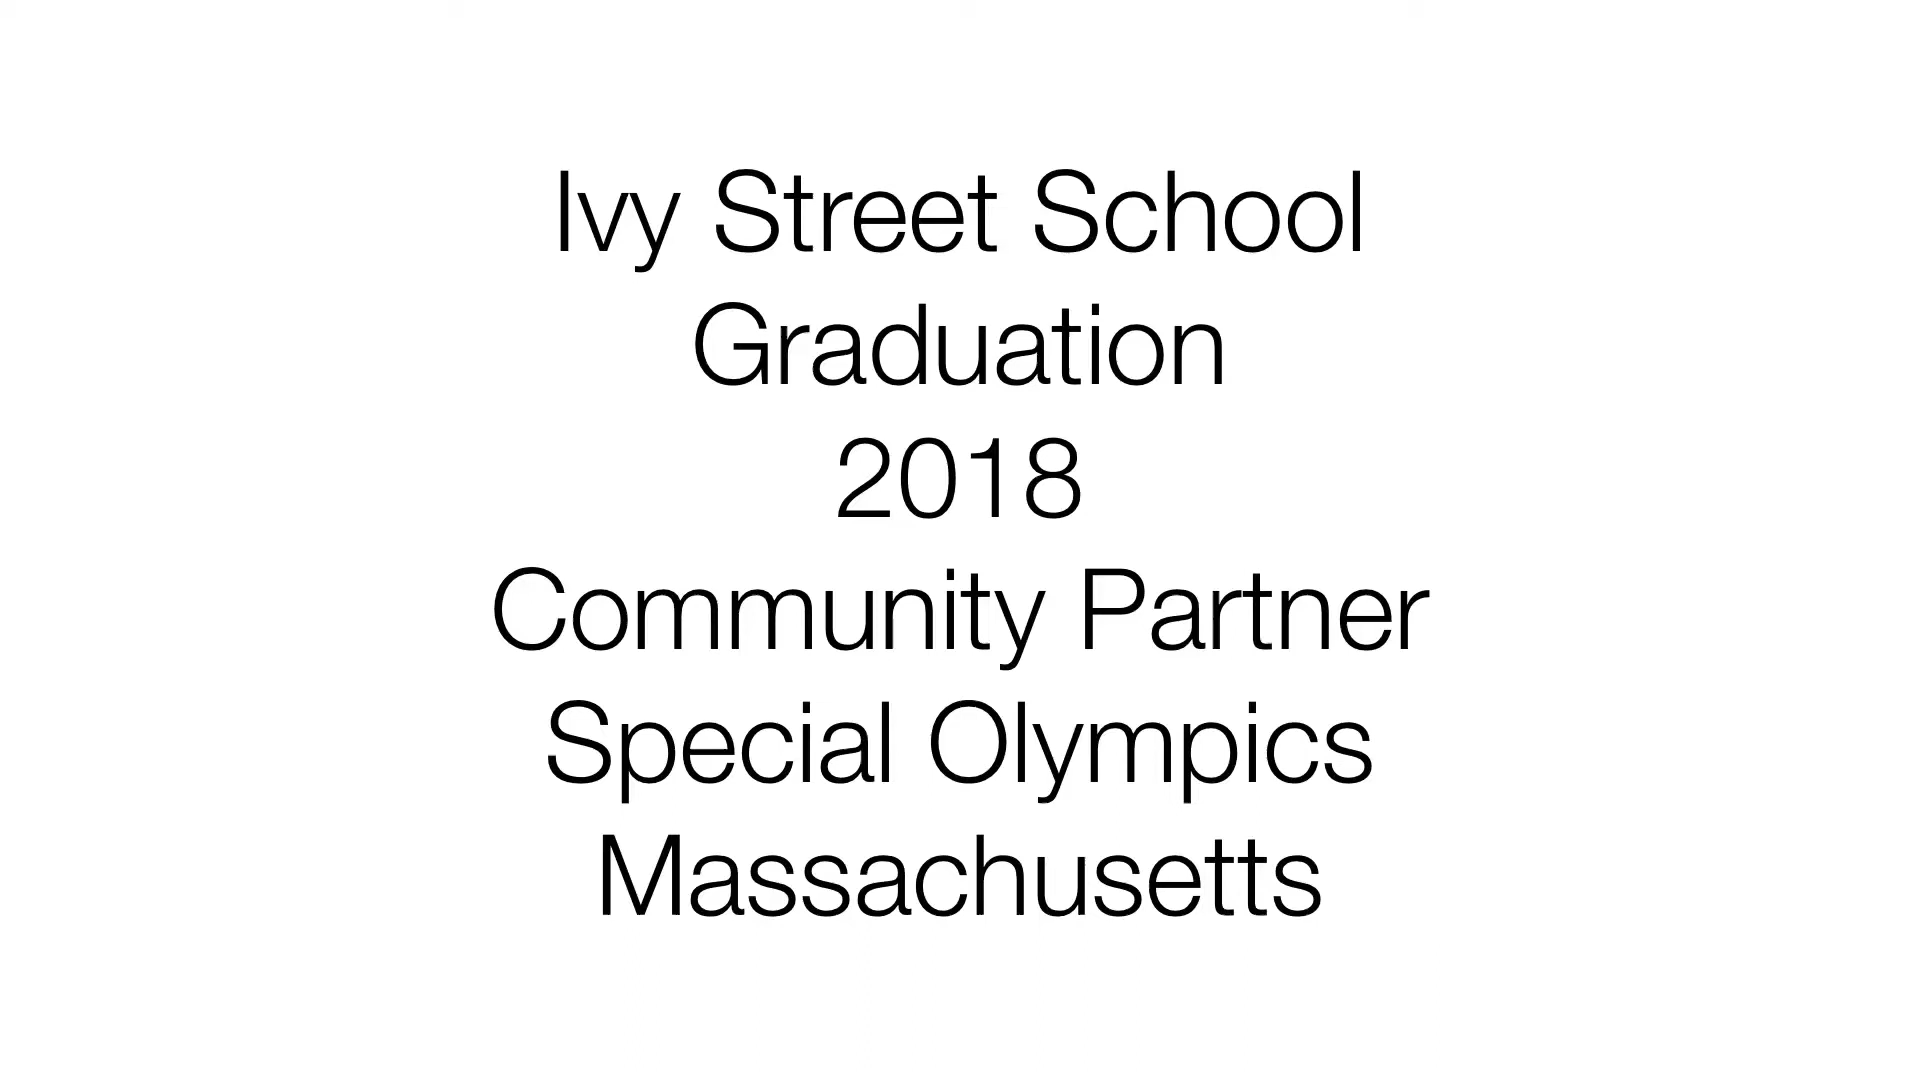 Ivy Street School
Graduation
2018
Community Partner
Special Olympics
Massachusetts